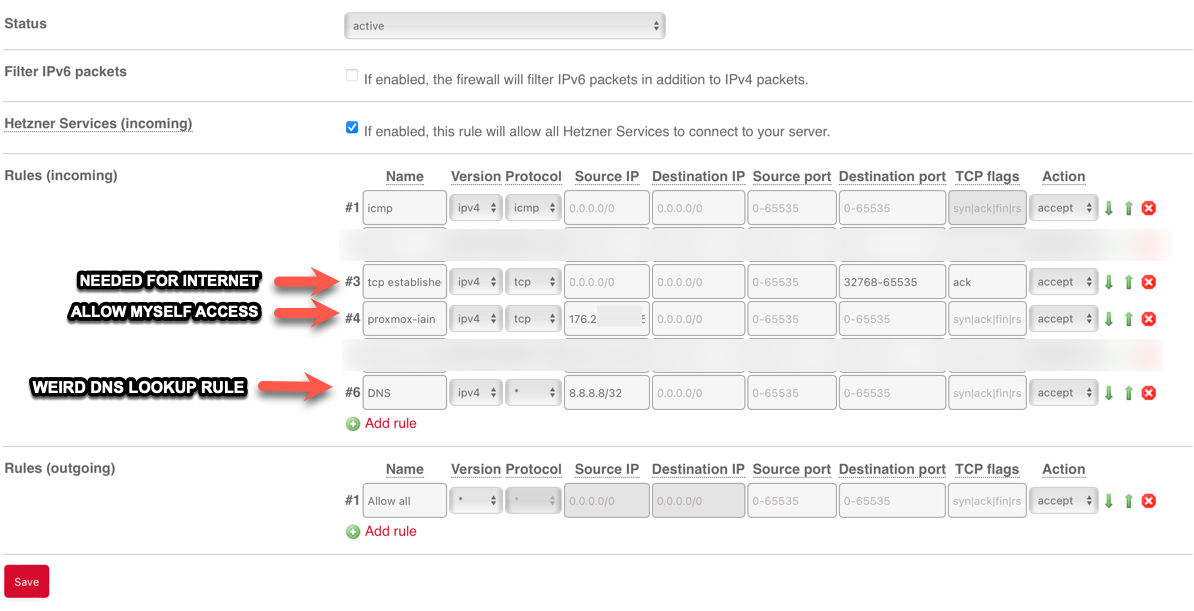 Status active
Filter IPv6 packets If enabled, the firewall will filter IPv6 packets in addition to IPv4 packets.
Hetzner Services (incoming) If enabled, this rule will allow all Hetzner Services to connect to your server.
Rules (incoming) Name Version Protocol Source IP Destination IP Source port Destination port TCP flags Action
#1 icmp ipv4 icmp 0.0.0.0/0 0.0.0.0/0 0-65535 0-65535 syn|ack|fin|rs accept
NEEDED FOR INTERNET #3 tcp establishe ipv4 tcp 0.0.0.0/0 0.0.0.0/0 0-65535 32768-65535 ack accept
ALLOW MYSELF ACCESS #4 proxmox-iain ipv4 tcp 176.2 0.0.0.0/0 0-65535 0-65535 syn|ack|fin|rs accept
WEIRD DNS LOOKUP RULE #6 DNS ipv4 * 8.8.8.8/32 0.0.0.0/0 0-65535 0-65535 syn|ack|fin|rs accept
Add rule
Rules (outgoing) Name Version Protocol Source IP Destination IP Source port Destination port TCP flags Action
#1 Allow all * * 0.0.0.0/0 0.0.0.0/0 0-65535 0-65535 syn|ack|fin|rs accept
Add rule
Save